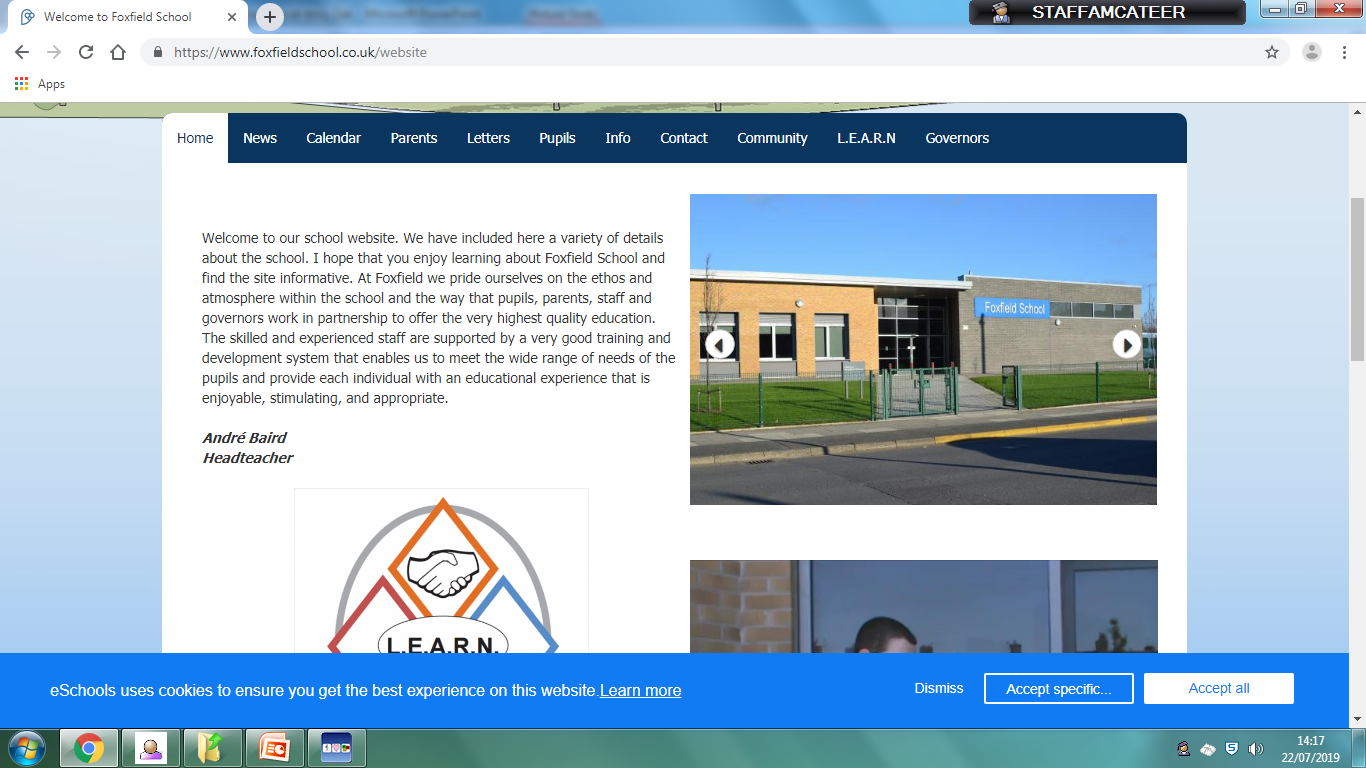 Welcome to Foxfield School
STAFFAMCATEER
https://www.foxfieldschool.co.uk/website
Apps
Home News Calendar Parents Letters Pupils Info Contact Community L.E.A.R.N Governors
Welcome to our school website. We have included here a variety of details
about the school. I hope that you enjoy learning about Foxfield School and
find the site informative. At Foxfield we pride ourselves on the ethos and
atmosphere within the school and the way that pupils, parents, staff and
governors work in partnership to offer the very highest quality education.
The skilled and experienced staff are supported by a very good training and
development system that enables us to meet the wide range of needs of the
pupils and provide each individual with an educational experience that is
enjoyable, stimulating, and appropriate.
André Baird
Headteacher
Foxfield School
L.E.A.R.N.
eSchools uses cookies to ensure you get the best experience on this website.Learn more
Dismiss Accept specific... Accept all
14:17
22/07/2019